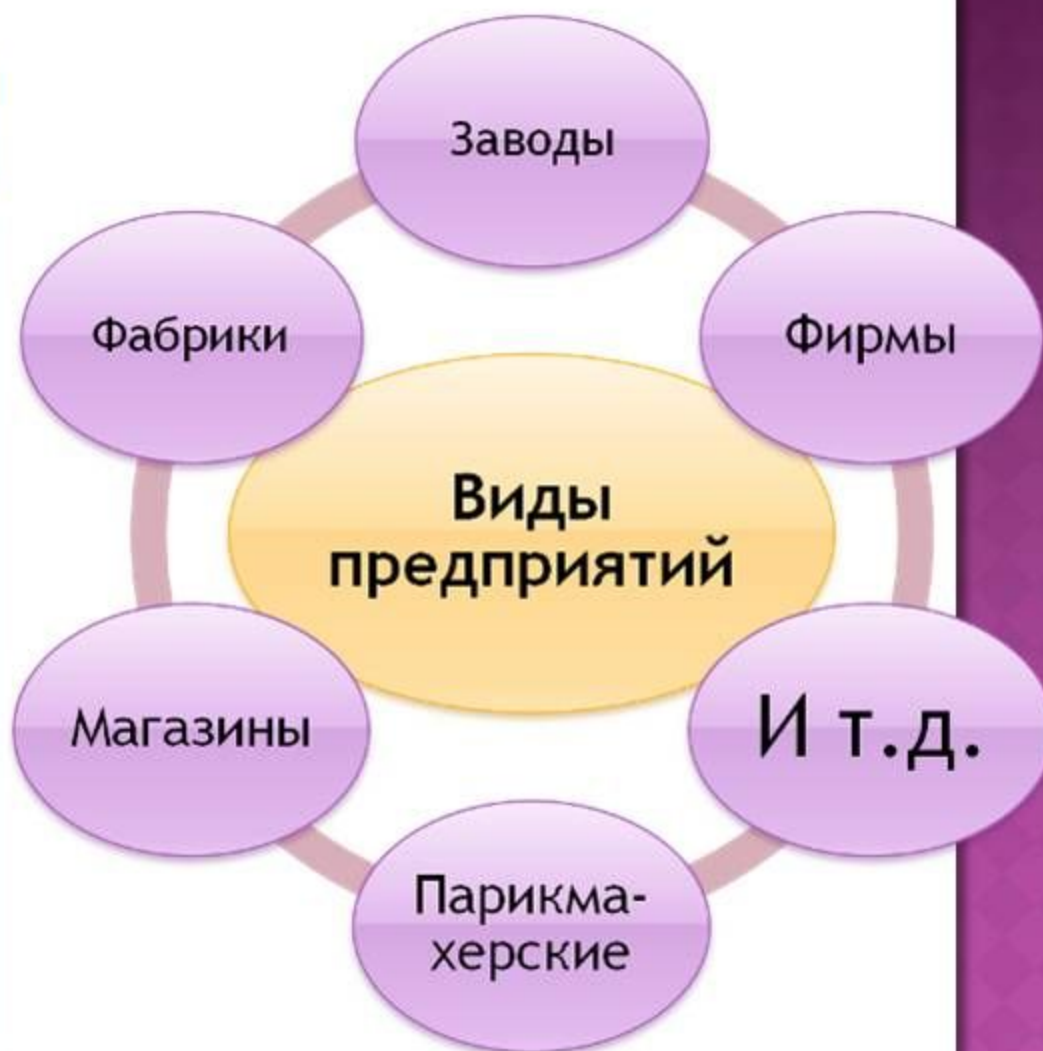 Заводы
Фабрики
Фирмы
Виды
предприятий
Магазины
И т.д.
Парикма-
херские